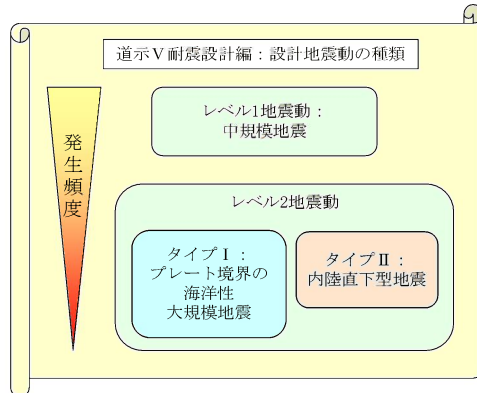 道示Ⅴ耐震設計編：設計地震動の種類
発生頻度
レベル1地震動：
中規模地震
レベル2地震動
タイプⅠ：
プレート境界の
海洋性
大規模地震
タイプⅡ：
内陸直下型地震